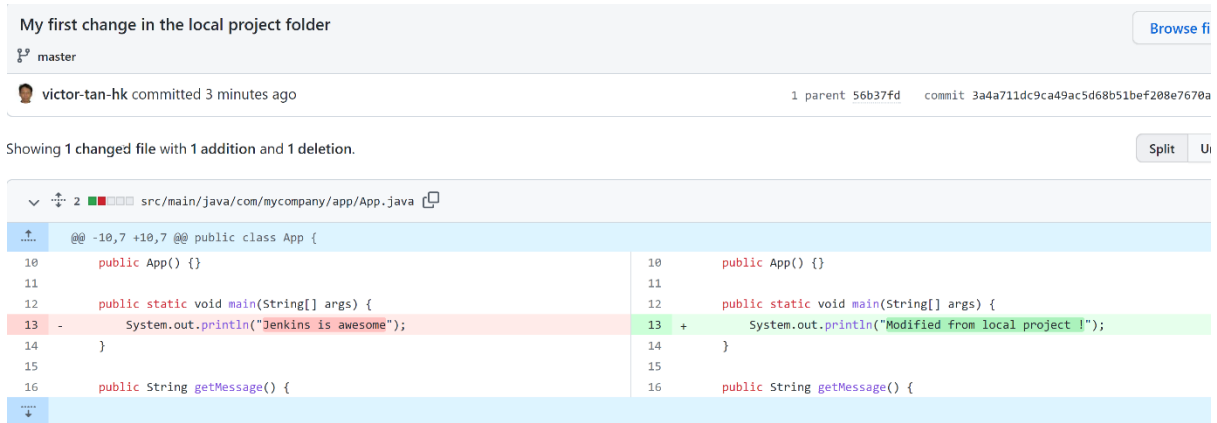 My first change in the local project folder
Browse fi
master
victor-tan-hk committed 3 minutes ago
1 parent 56b37fd commit 3a4a711dc9ca49ac5d68b51bef208e7670a
Showing 1 changed file with 1 addition and 1 deletion.
Split U
2 src/main/java/com/mycompany/app/App.java
@@ -10,7 +10,7 @@ public class App {
10 public App() {} 10 public App() {}
11 11
12 public static void main(String[] args) { 12 public static void main(String[] args) {
13 - System.out.println("Jenkins is awesome"); 13 + System.out.println("Modified from local project !");
14 } 14 }
15 15
16 public String getMessage() { 16 public String getMessage() {